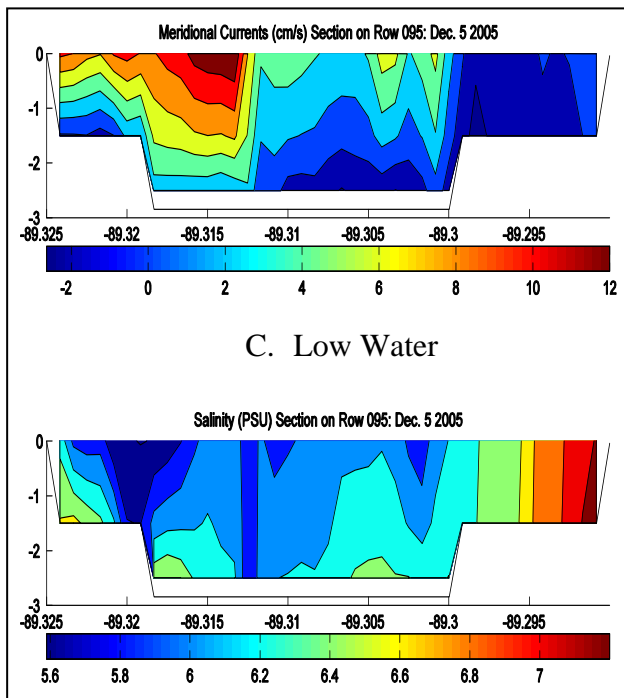 Meridional Currents (cm/s) Section on Row 095: Dec. 5 2005
0
-1
-2
-3
-89.325 -89.32 -89.315 -89.31 -89.305 -89.3 -89.295
-2 0 2 4 6 8 10 12
C. Low Water
Salinity (PSU) Section on Row 095: Dec. 5 2005
0
-1
-2
-3
-89.325 -89.32 -89.315 -89.31 -89.305 -89.3 -89.295
5.6 5.8 6 6.2 6.4 6.6 6.8 7